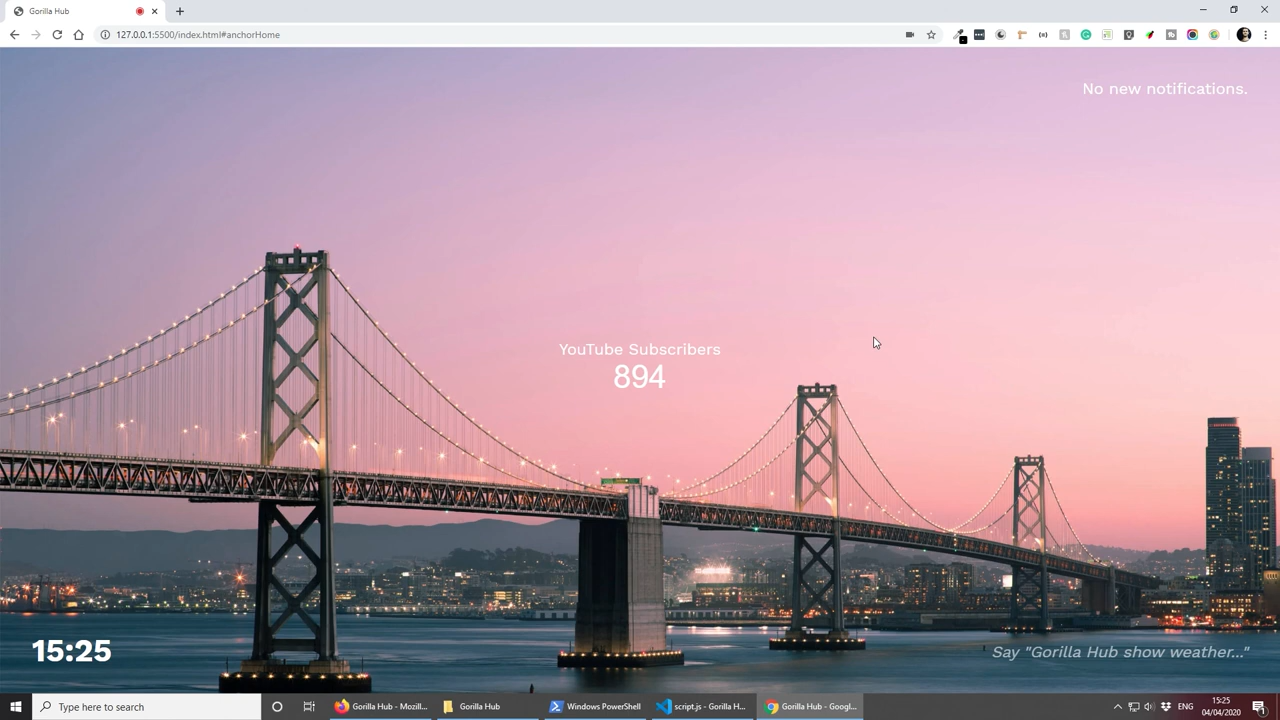 Gorilla Hub
127.0.0.1:5500/index.html#anchorHome
No new notifications.
YouTube Subscribers
894
15:25
Say "Gorilla Hub show weather..."
Type here to search
Gorilla Hub - Mozill...
Gorilla Hub
Windows PowerShell
script.js - Gorilla H...
Gorilla Hub - Googl...
ENG
15:25
04/04/2020